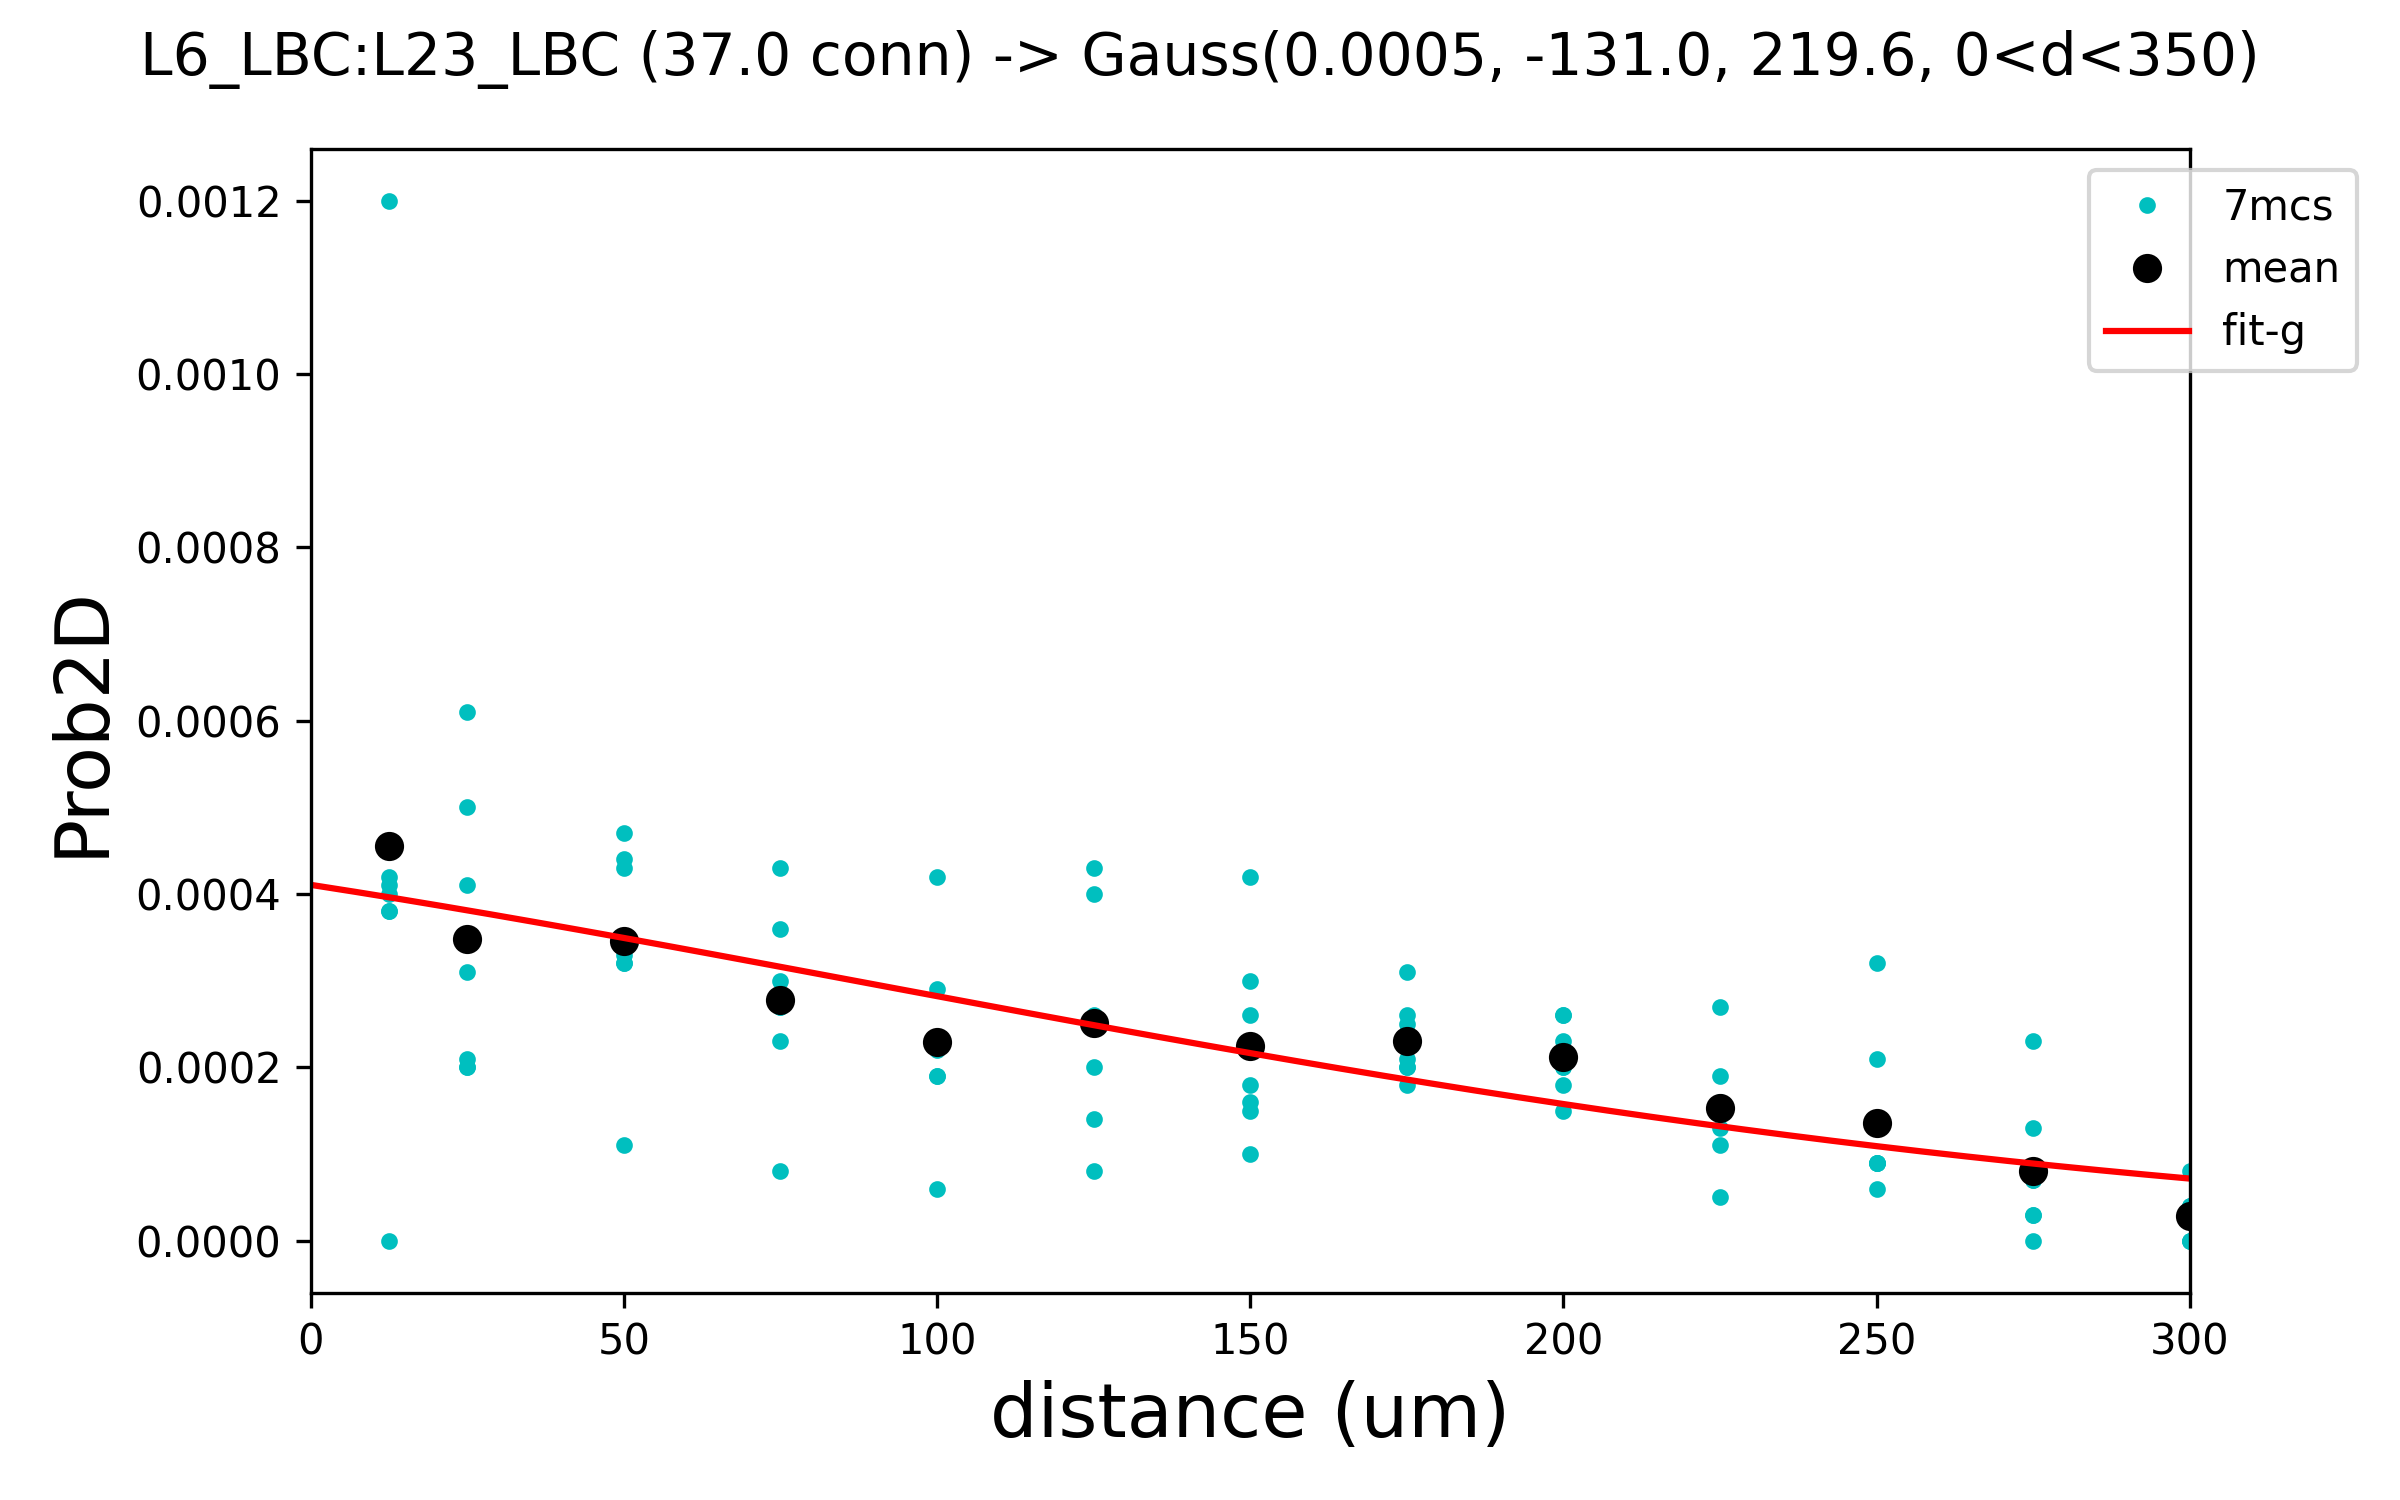 L6_LBC:L23_LBC (37.0 conn) -> Gauss(0.0005, -131.0, 219.6, 0<d<350)
7mcs
mean
fit-g
0.0012
0.0010
0.0008
0.0006
0.0004
0.0002
0.0000
Prob2D
0 50 100 150 200 250 300
distance (um)